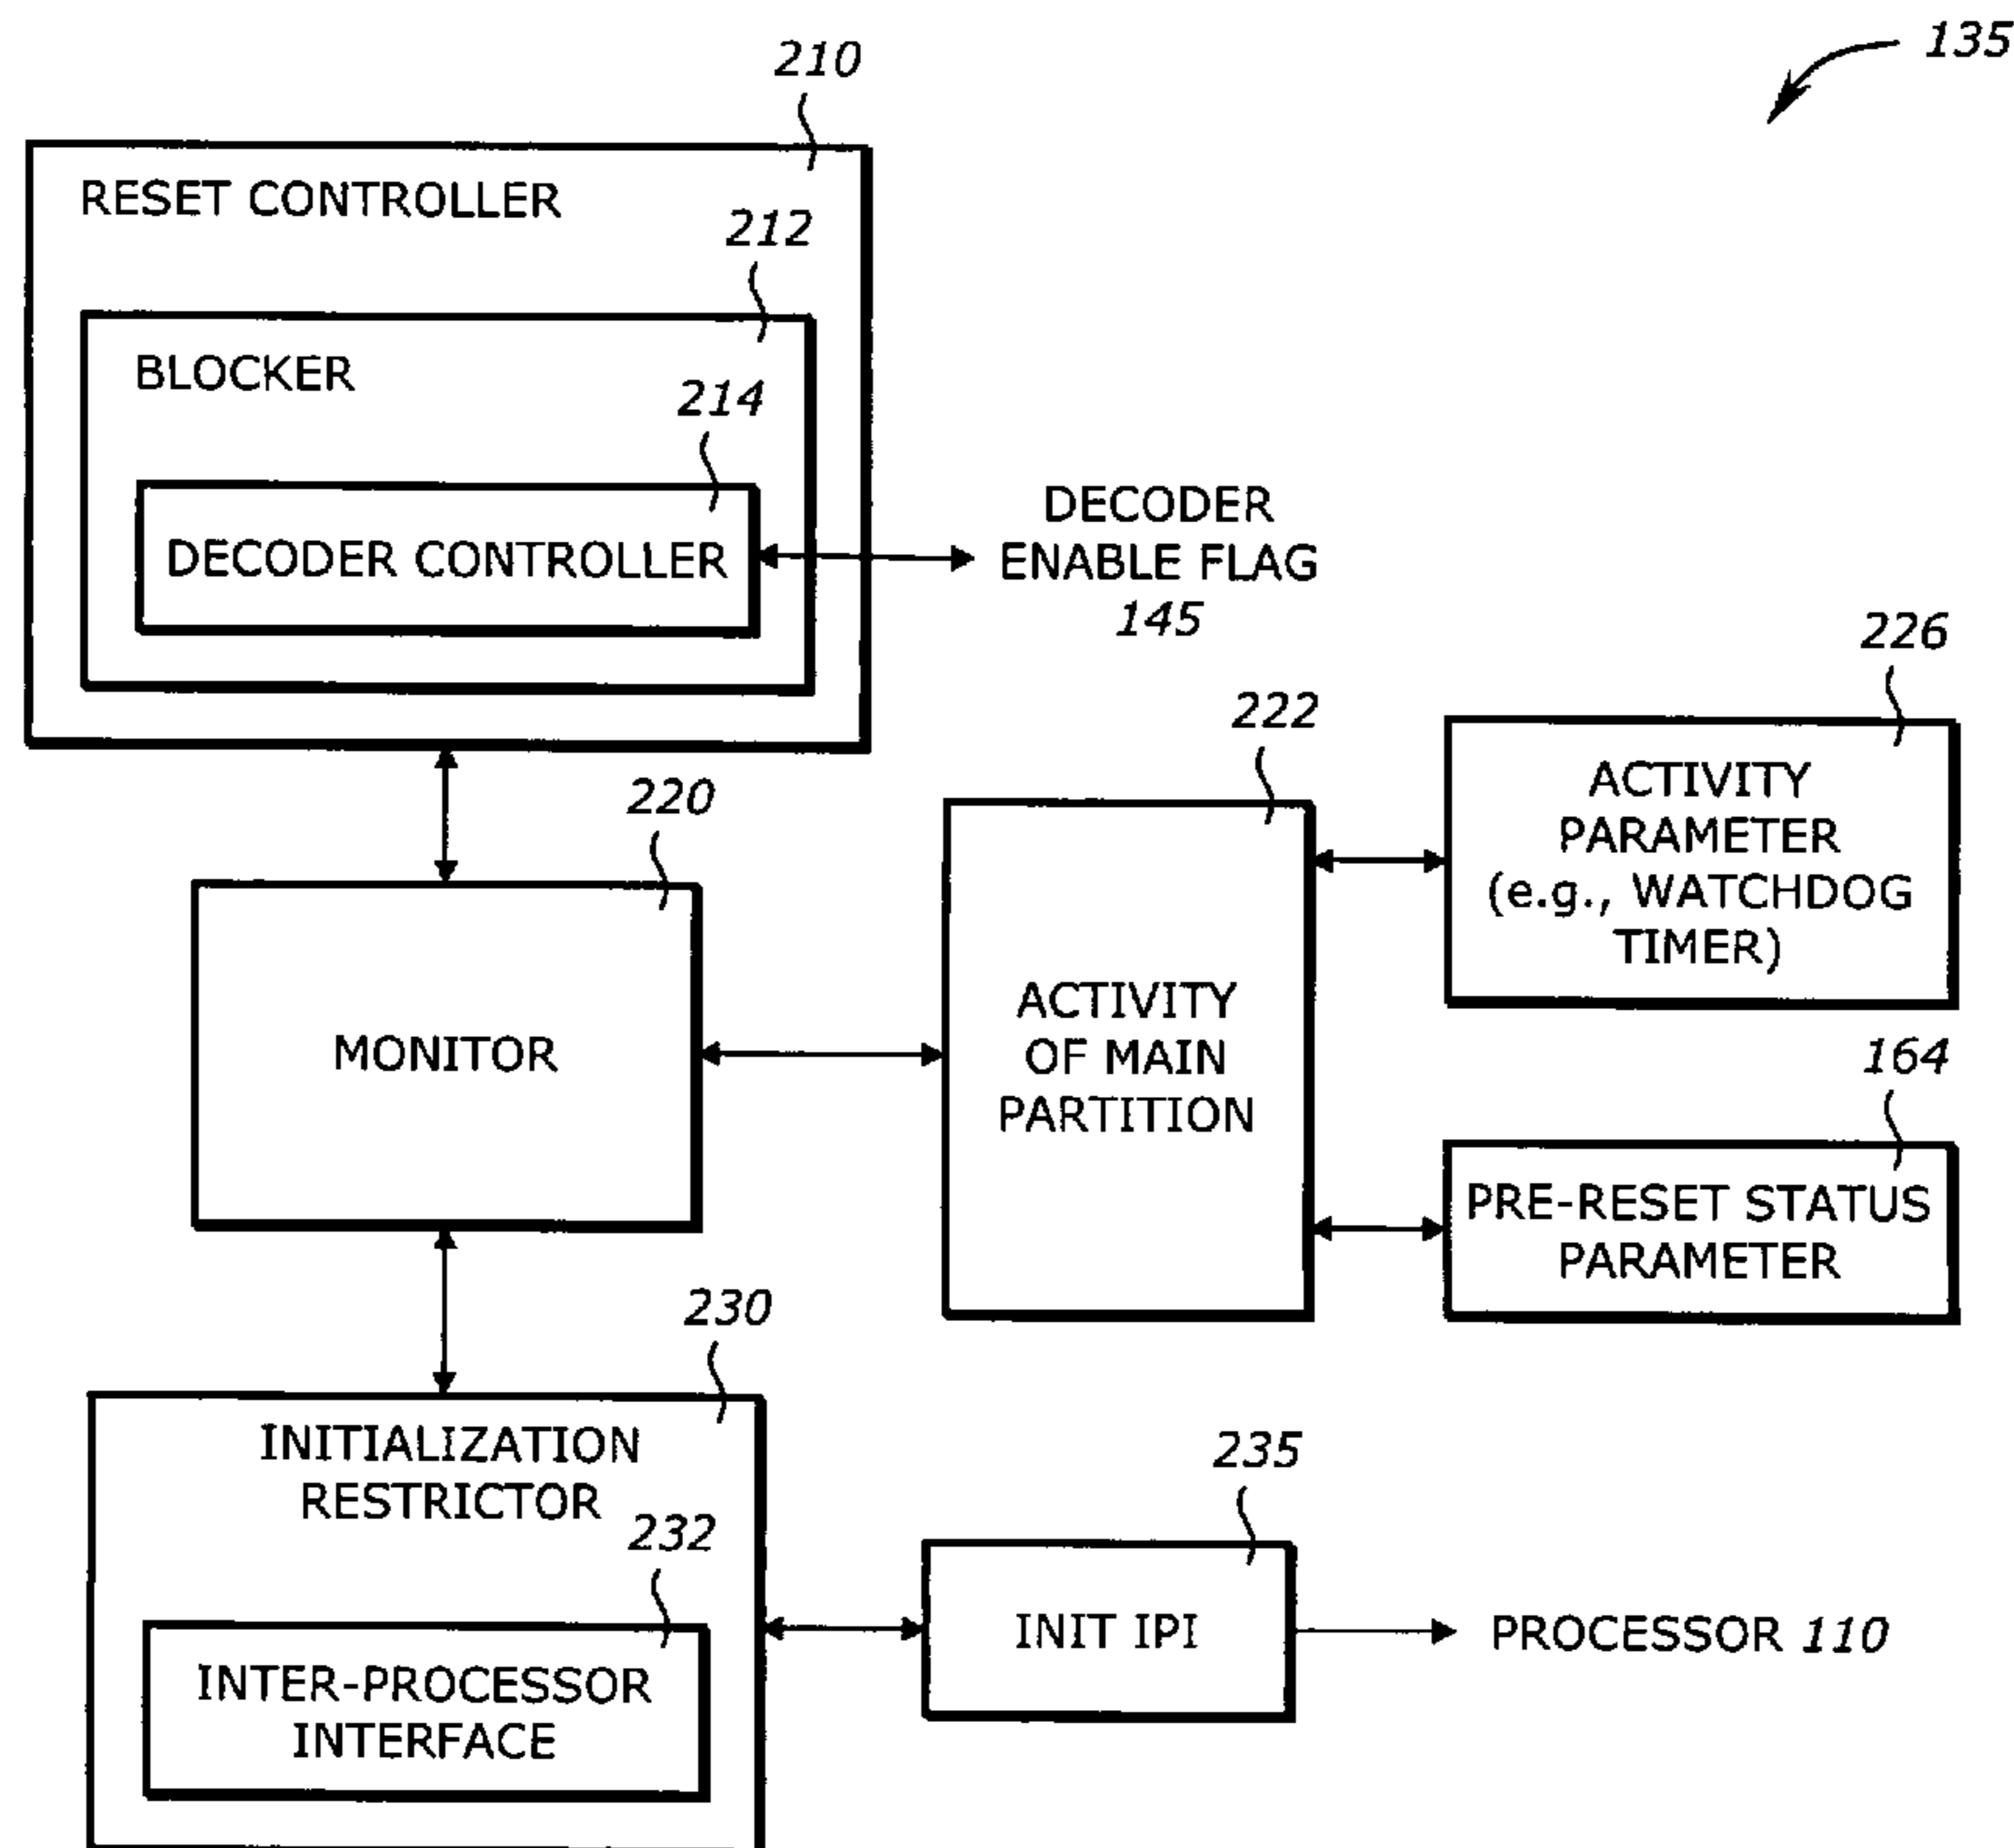 135
210
RESET CONTROLLER
212
BLOCKER
214
DECODER CONTROLLER
DECODER
ENABLE FLAG
145
220
MONITOR
222
ACTIVITY
OF MAIN
PARTITION
226
ACTIVITY
PARAMETER
(e.g., WATCHDOG
TIMER)
164
PRE-RESET STATUS
PARAMETER
230
INITIALIZATION
RESTRICTOR
232
INTER-PROCESSOR
INTERFACE
235
INIT IPI
PROCESSOR 110